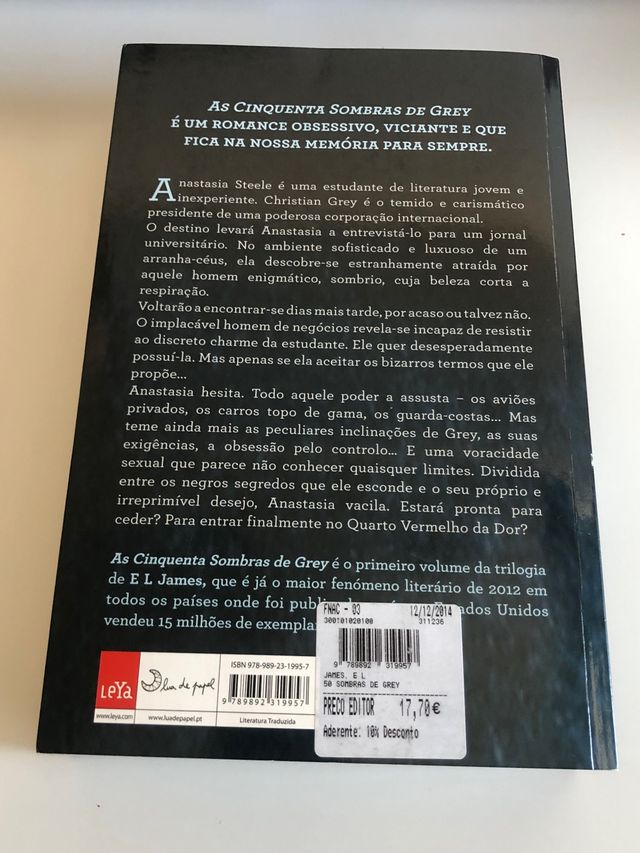 AS CINQUENTA SOMBRAS DE GREY
É UM ROMANCE OBSESSIVO, VICIANTE E QUE
FICA NA NOSSA MEMÓRIA PARA SEMPRE.
Anastasia Steele é uma estudante de literatura jovem e
inexperiente. Christian Grey é o temido e carismático
presidente de uma poderosa corporação internacional.
O destino levará Anastasia a entrevistá-lo para um jornal
universitário. No ambiente sofisticado e luxuoso de um
arranha-céus, ela descobre-se estranhamente atraída por
aquele homem enigmático, sombrio, cuja beleza corta a
respiração.
Voltarão a encontrar-se dias mais tarde, por acaso ou talvez não.
O implacável homem de negócios revela-se incapaz de resistir
ao discreto charme da estudante. Ele quer desesperadamente
possuí-la. Mas apenas se ela aceitar os bizarros termos que ele
propõe...
Anastasia hesita. Todo aquele poder a assusta – os aviões
privados, os carros topo de gama, os guarda-costas... Mas
teme ainda mais as peculiares inclinações de Grey, as suas
exigências, a obsessão pelo controlo... E uma voracidade
sexual que parece não conhecer quaisquer limites. Dividida
entre os negros segredos que ele esconde e o seu próprio e
irreprimível desejo, Anastasia vacila. Estará pronta para
ceder? Para entrar finalmente no Quarto Vermelho da Dor?
As Cinquenta Sombras de Grey é o primeiro volume da trilogia
de E L James, que é já o maior fenómeno literário de 2012 em
todos os países onde foi public ados Unidos
vendeu 15 milhões de exempla
FNAC - 03 12/12/2014
300101020100 311236
9 789892 319957
JAMES, E L
50 SOMBRAS DE GREY
PRECO EDITOR 17,70€
Aderente: 10% Desconto
LEYA
www.leya.com
lua de papel
www.luadepapel.pt
ISBN 978-989-23-1995-7
9 789892 319957
Literatura Traduzida